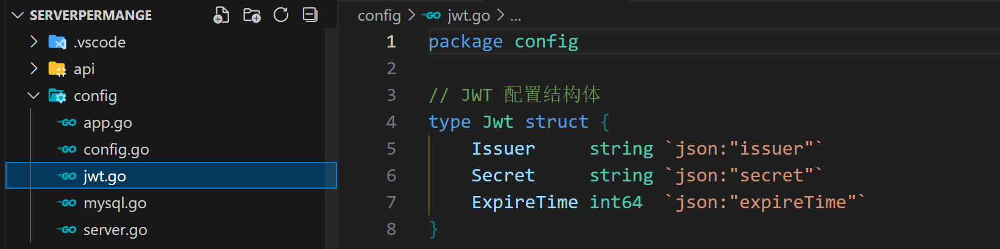 SERVERPERMANGE
.vscode
api
config
app.go
config.go
jwt.go
mysql.go
server.go
config > GO jwt.go > ...
1 package config
2
3 // JWT 配置结构体
4 type Jwt struct {
5 Issuer string `json:"issuer"`
6 Secret string `json:"secret"`
7 ExpireTime int64 `json:"expireTime"`
8 }